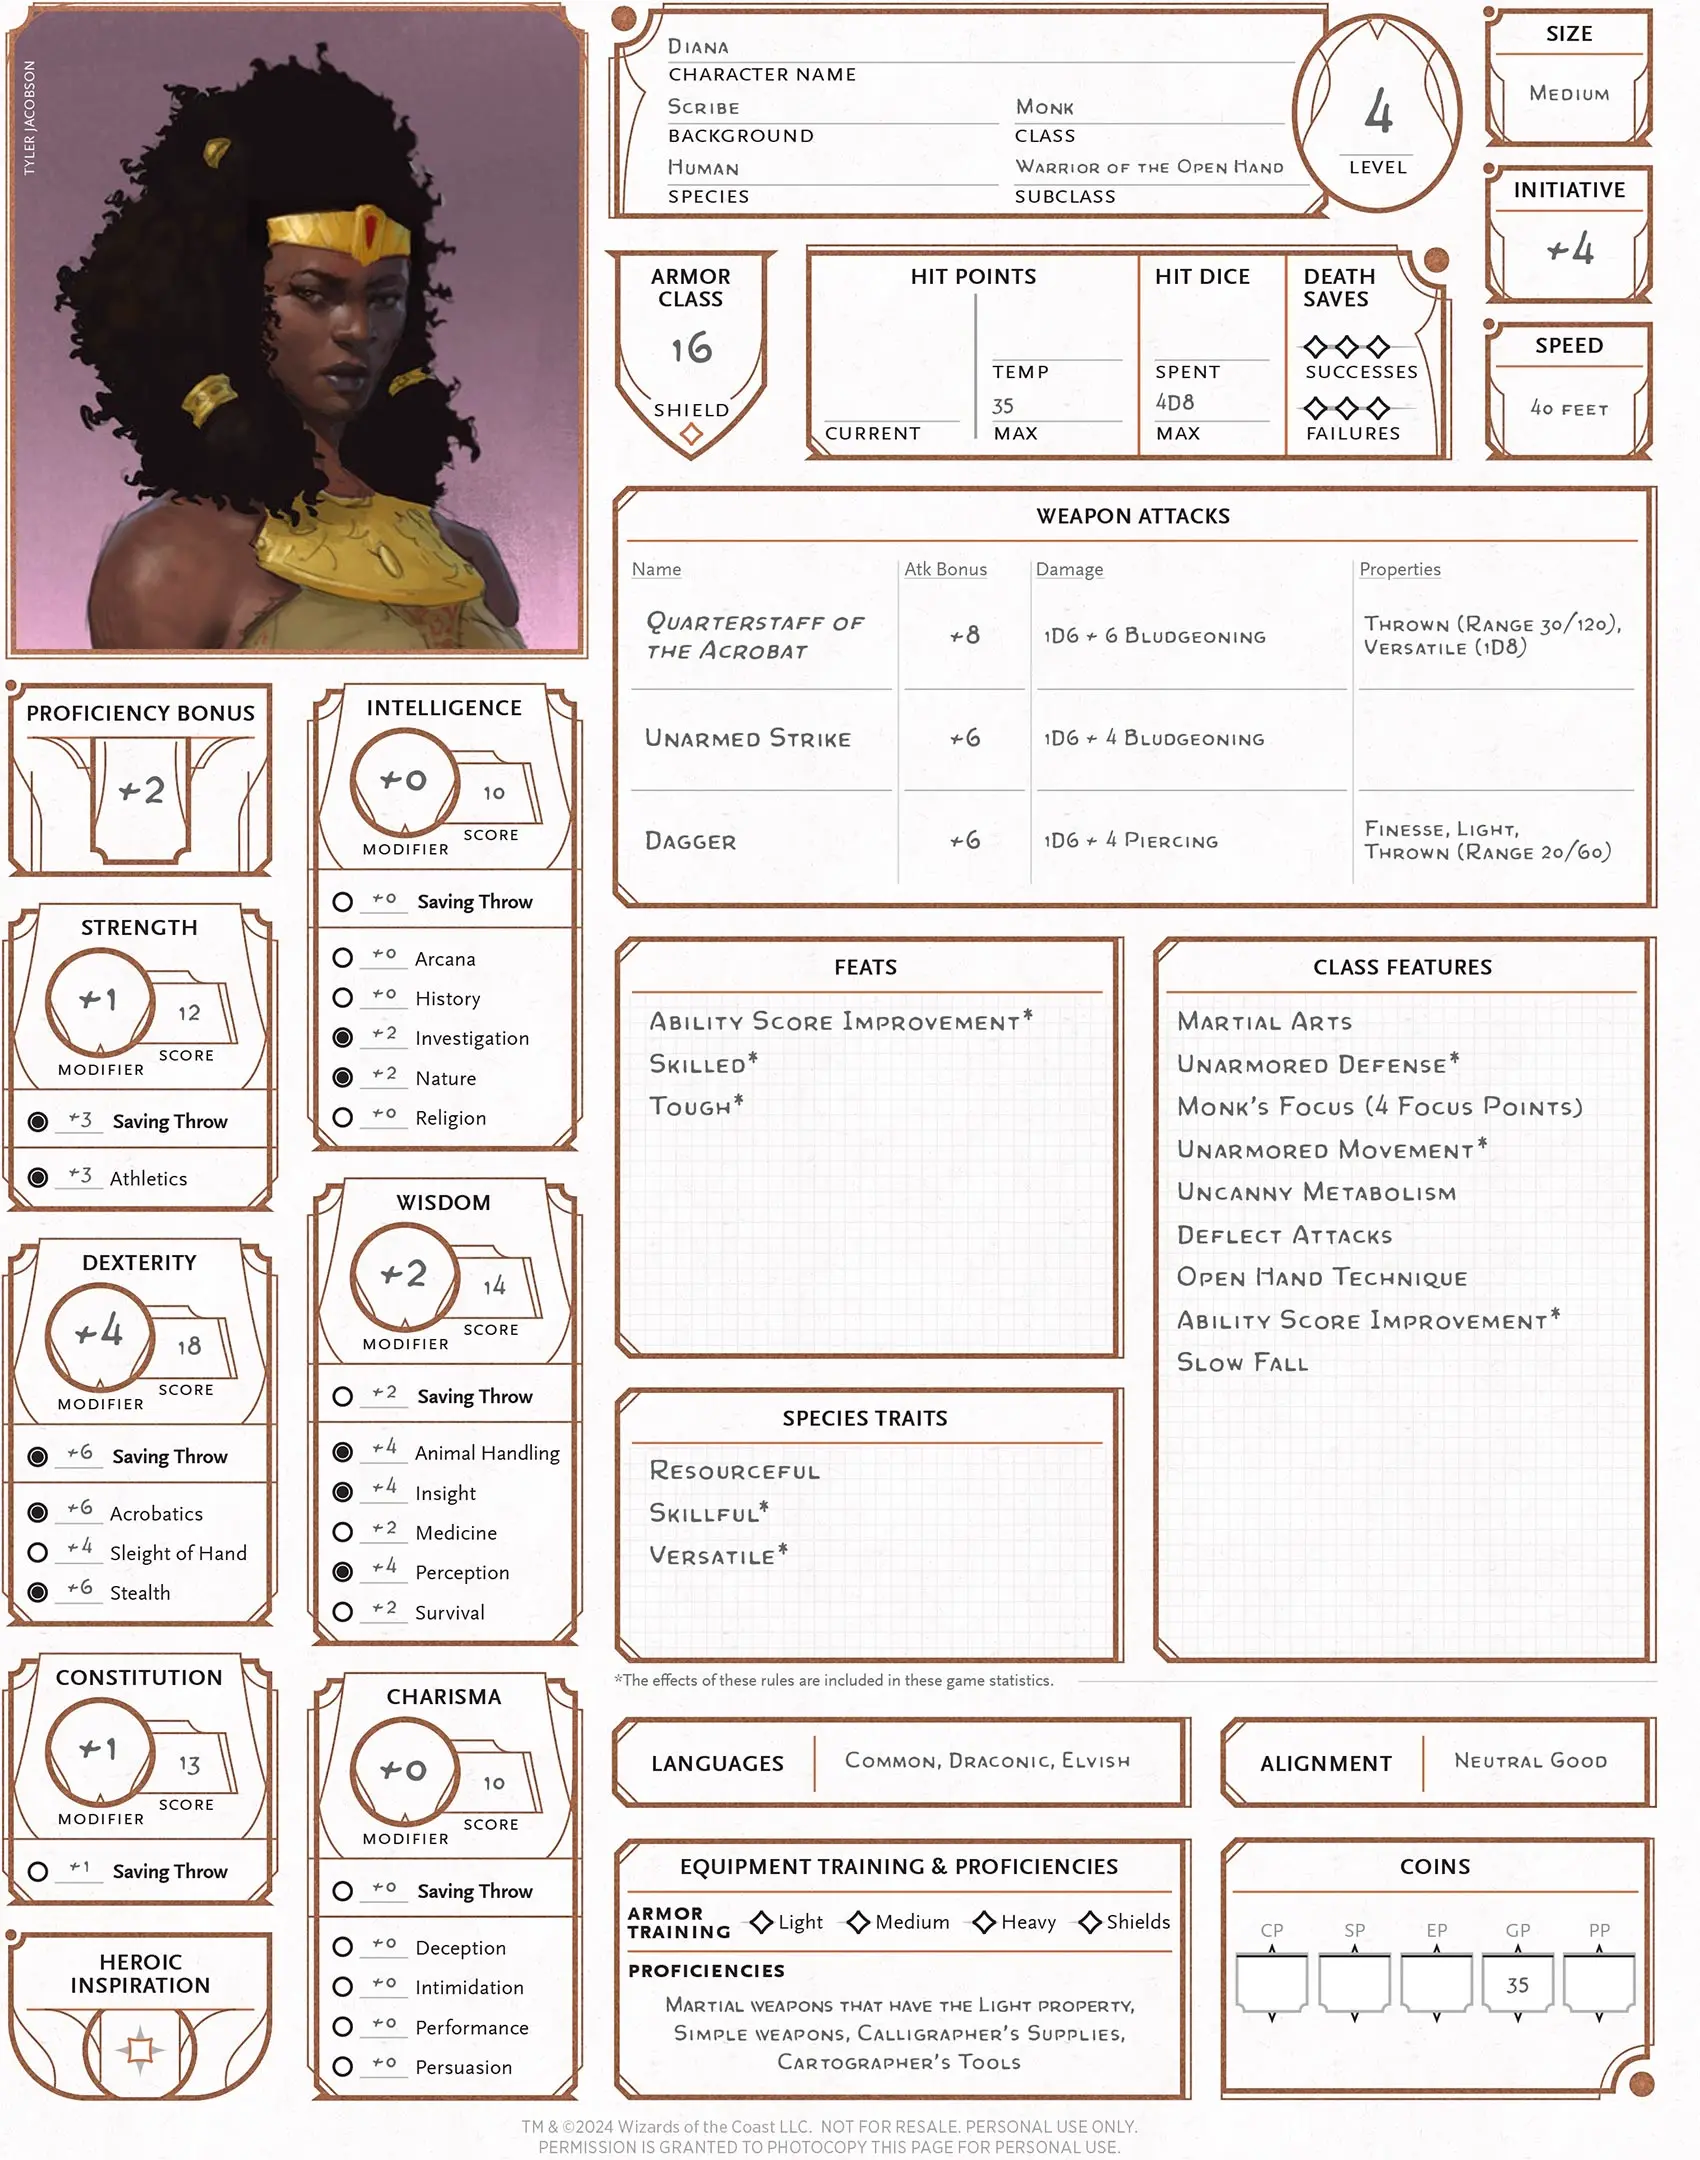 TYLER JACOBSON
Diana
CHARACTER NAME
Scribe
Monk
BACKGROUND
CLASS
Human
Warrior of the Open Hand
SPECIES
SUBCLASS
4
LEVEL
SIZE
Medium
INITIATIVE
+4
SPEED
40 feet
ARMOR
CLASS
16
SHIELD
HIT POINTS
TEMP
35
CURRENT
MAX
HIT DICE
SPENT
4D8
MAX
DEATH
SAVES
SUCCESSES
FAILURES
WEAPON ATTACKS
Name
Atk Bonus
Damage
Properties
Quarterstaff of
the Acrobat
+8
1D6 + 6 Bludgeoning
Thrown (Range 30/120),
Versatile (1D8)
Unarmed Strike
+6
1D6 + 4 Bludgeoning
Dagger
+6
1D6 + 4 Piercing
Finesse, Light,
Thrown (Range 20/60)
PROFICIENCY BONUS
+2
STRENGTH
+1
12
MODIFIER
SCORE
+3 Saving Throw
+3 Athletics
DEXTERITY
+4
18
MODIFIER
SCORE
+6 Saving Throw
+6 Acrobatics
+4 Sleight of Hand
+6 Stealth
CONSTITUTION
+1
13
MODIFIER
SCORE
+1 Saving Throw
HEROIC
INSPIRATION
INTELLIGENCE
+0
10
MODIFIER
SCORE
+0 Saving Throw
+0 Arcana
+0 History
+2 Investigation
+2 Nature
+0 Religion
WISDOM
+2
14
MODIFIER
SCORE
+2 Saving Throw
+4 Animal Handling
+4 Insight
+2 Medicine
+4 Perception
+2 Survival
CHARISMA
+0
10
MODIFIER
SCORE
+0 Saving Throw
+0 Deception
+0 Intimidation
+0 Performance
+0 Persuasion
FEATS
Ability Score Improvement*
Skilled*
Tough*
SPECIES TRAITS
Resourceful
Skillful*
Versatile*
CLASS FEATURES
Martial Arts
Unarmored Defense*
Monk's Focus (4 Focus Points)
Unarmored Movement*
Uncanny Metabolism
Deflect Attacks
Open Hand Technique
Ability Score Improvement*
Slow Fall
*The effects of these rules are included in these game statistics.
LANGUAGES
Common, Draconic, Elvish
ALIGNMENT
Neutral Good
EQUIPMENT TRAINING & PROFICIENCIES
ARMOR
TRAINING
Light
Medium
Heavy
Shields
PROFICIENCIES
Martial weapons that have the Light property,
Simple weapons, Calligrapher's Supplies,
Cartographer's Tools
COINS
CP
SP
EP
GP
PP
35
TM & ©2024 Wizards of the Coast LLC. NOT FOR RESALE. PERSONAL USE ONLY.
PERMISSION IS GRANTED TO PHOTOCOPY THIS PAGE FOR PERSONAL USE.